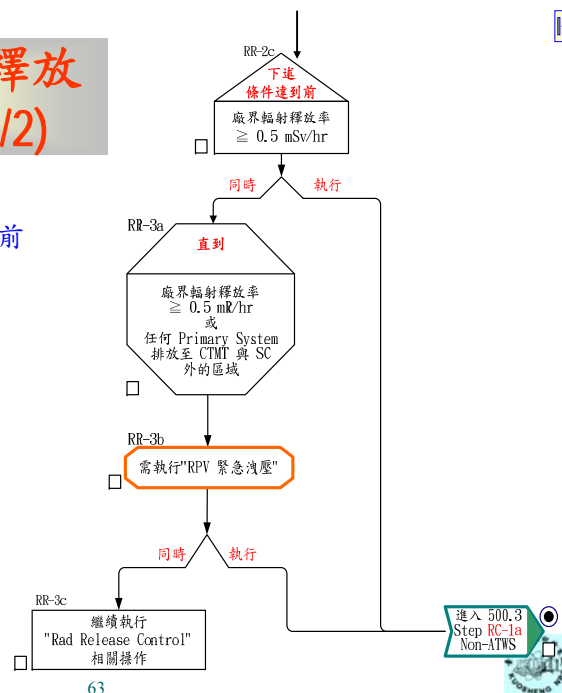 釋放
/2)
前
RR-2c
下述
條件達到前
廠界輻射釋放率
≧ 0.5 mSv/hr
同時
執行
RR-3a
直到
廠界輻射釋放率
≧ 0.5 mR/hr
或
任何 Primary System
排放至 CTMT 與 SC
外的區域
RR-3b
需執行"RPV 緊急洩壓"
同時
執行
RR-3c
繼續執行
"Rad Release Control"
相關操作
進入 500.3
Step RC-1a
Non-ATWS
63